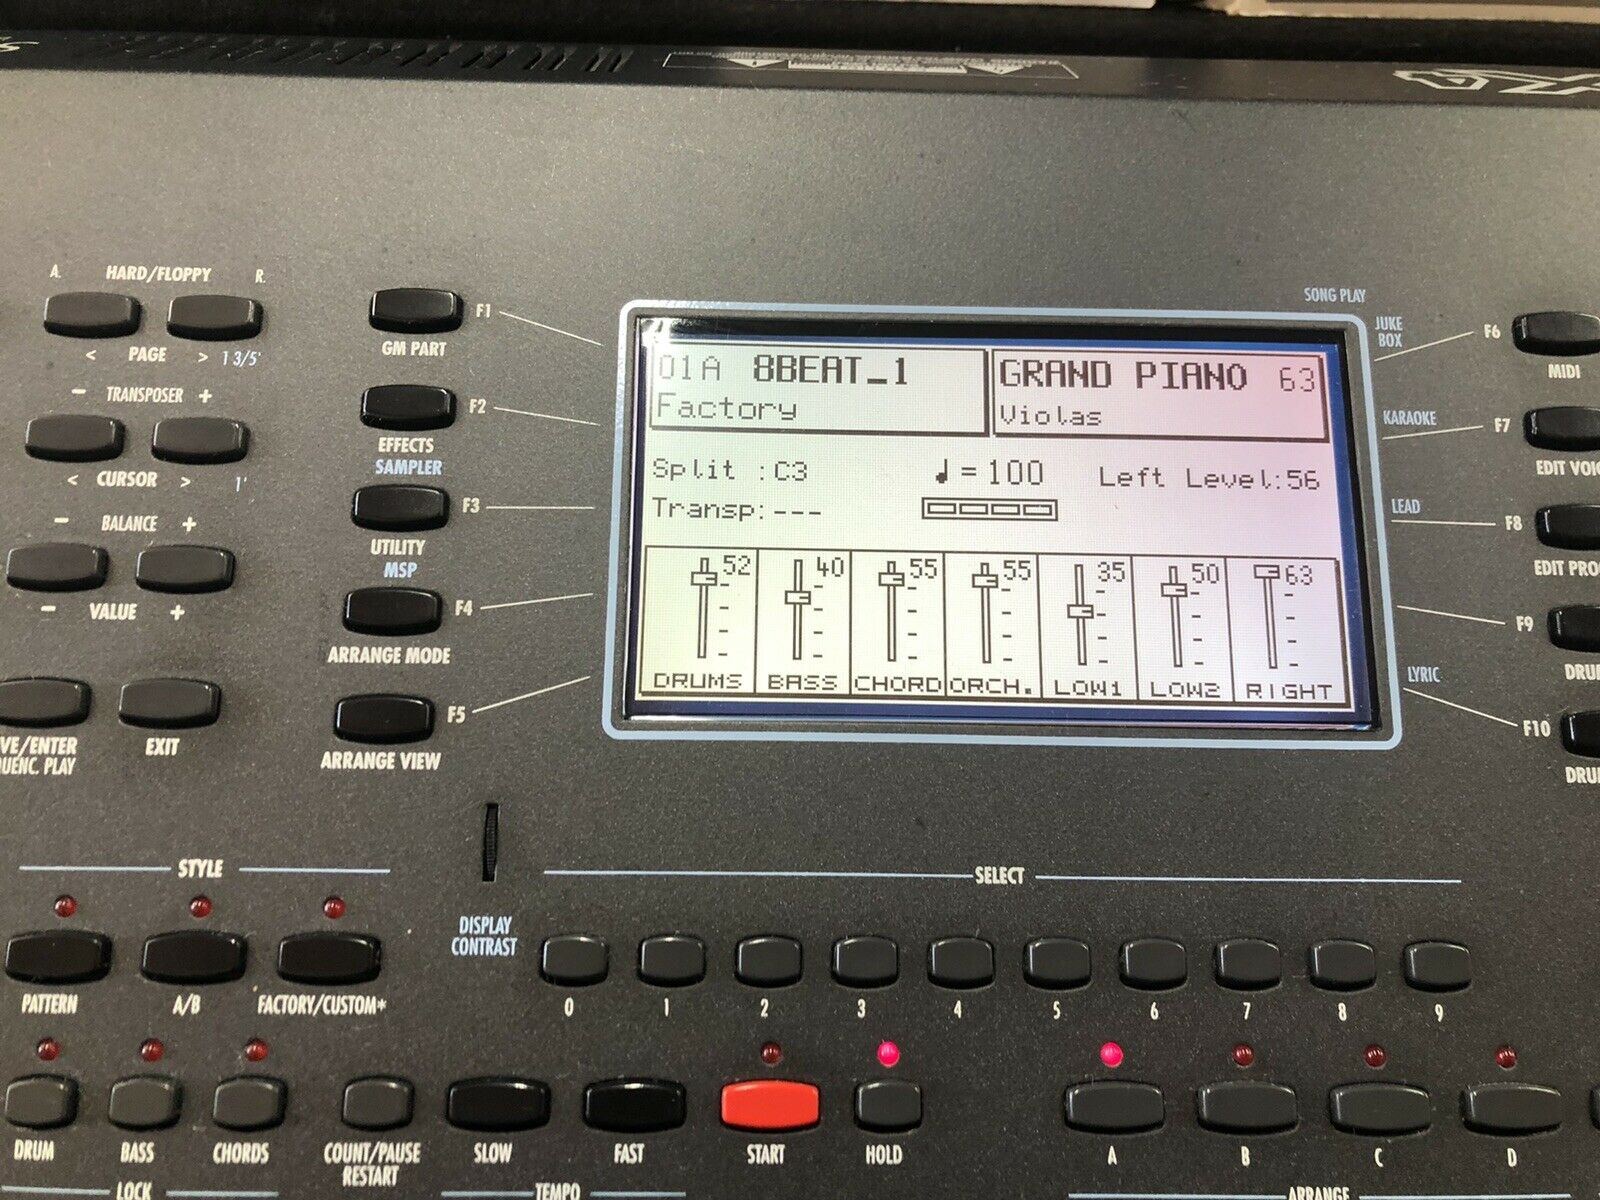 A. HARD/FLOPPY R.
< PAGE > 1 3/5'
- TRANSPOSER +
< CURSOR > 1'
- BALANCE +
- VALUE +
VE/ENTER
UENC. PLAY
EXIT
F1
GM PART
F2
EFFECTS
SAMPLER
F3
UTILITY
MSP
F4
ARRANGE MODE
F5
ARRANGE VIEW
01A 8BEAT_1
Factory
GRAND PIANO 63
Violas
Split :C3
♩=100
Left Level:56
Transp:---
52 40 55 55 35 50 63
DRUMS BASS CHORD ORCH. LOW1 LOW2 RIGHT
SONG PLAY
JUKE
BOX
F6
MIDI
KARAOKE
F7
EDIT VOIC
LEAD
F8
EDIT PROG
F9
DRU
LYRIC
F10
DRU
STYLE
PATTERN
A/B
FACTORY/CUSTOM*
DISPLAY
CONTRAST
SELECT
0 1 2 3 4 5 6 7 8 9
DRUM
BASS
CHORDS
LOCK
COUNT/PAUSE
RESTART
SLOW
FAST
TEMPO
START
HOLD
A B C D
ARRANGE